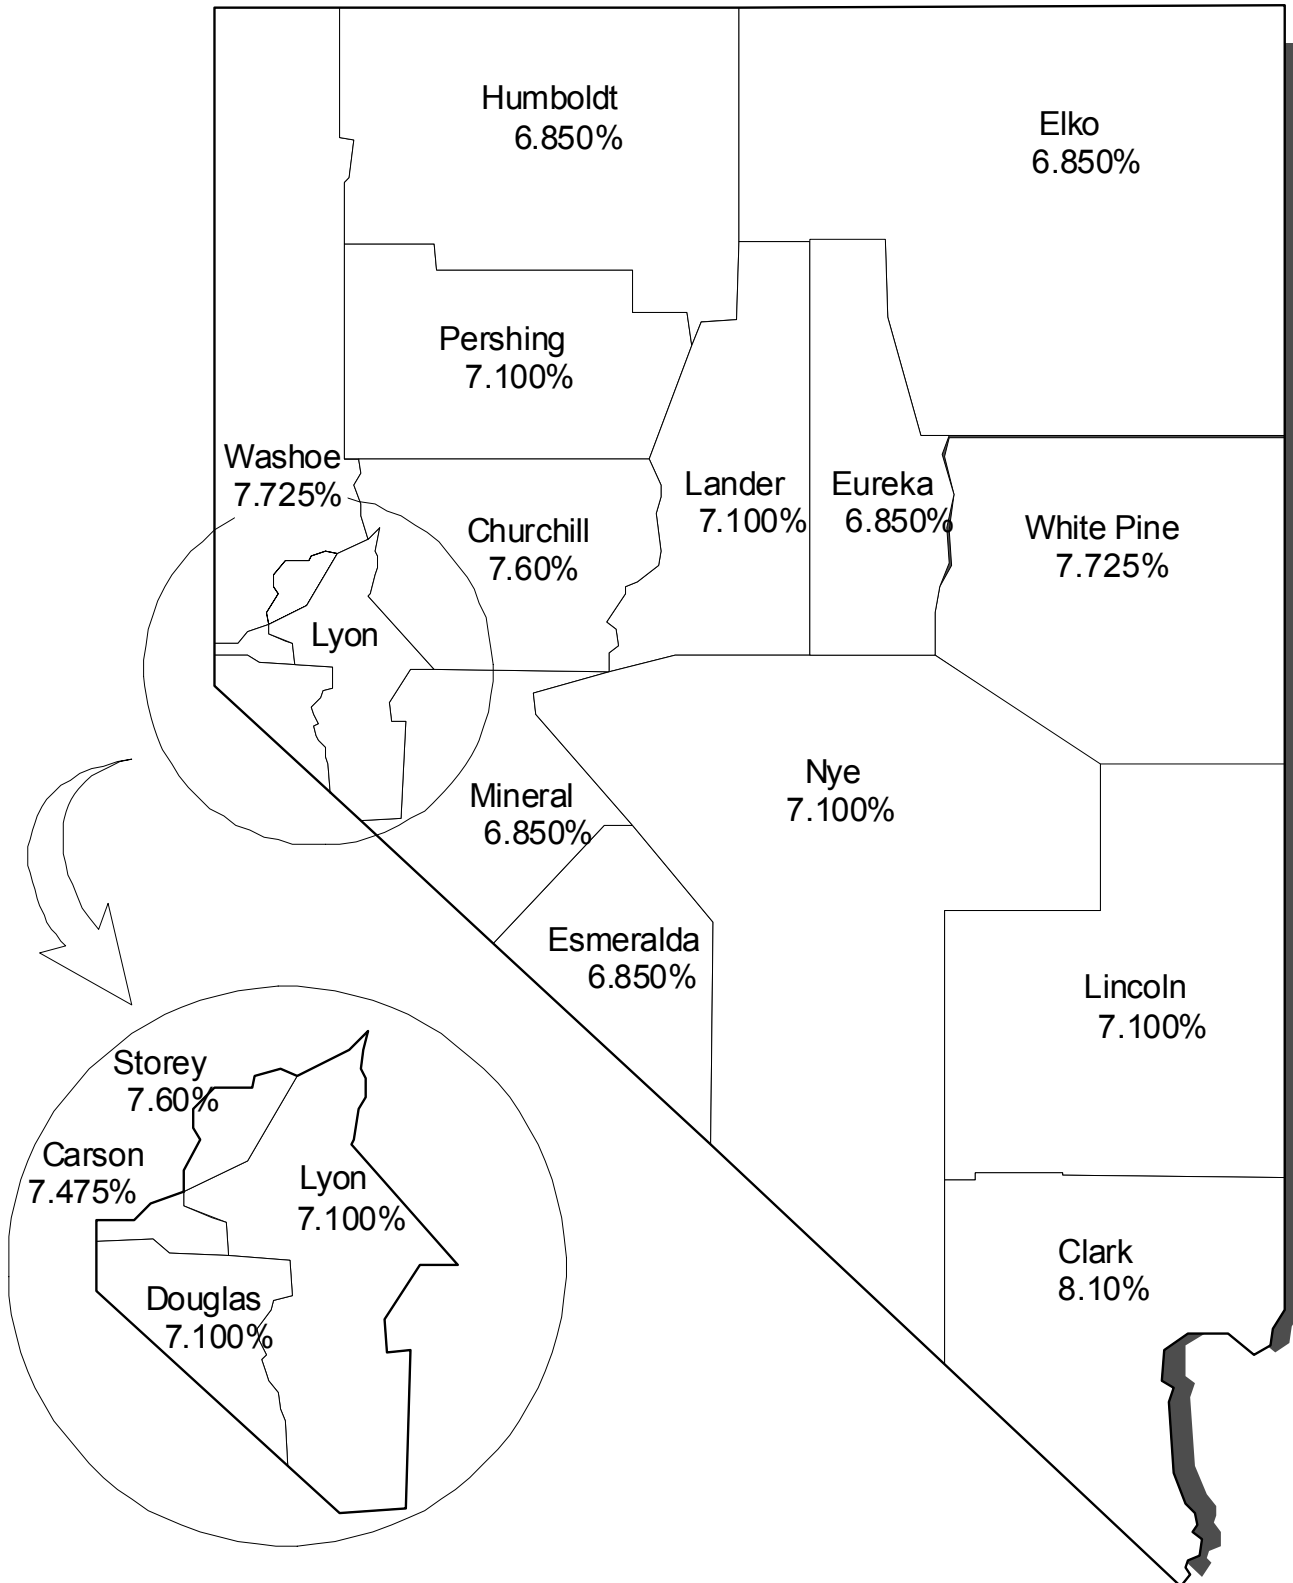 Humboldt
6.850%
Elko
6.850%
Pershing
7.100%
Washoe
7.725%
Churchill
7.60%
Lander
7.100%
Eureka
6.850%
White Pine
7.725%
Lyon
Mineral
6.850%
Nye
7.100%
Esmeralda
6.850%
Lincoln
7.100%
Storey
7.60%
Carson
7.475%
Lyon
7.100%
Douglas
7.100%
Clark
8.10%